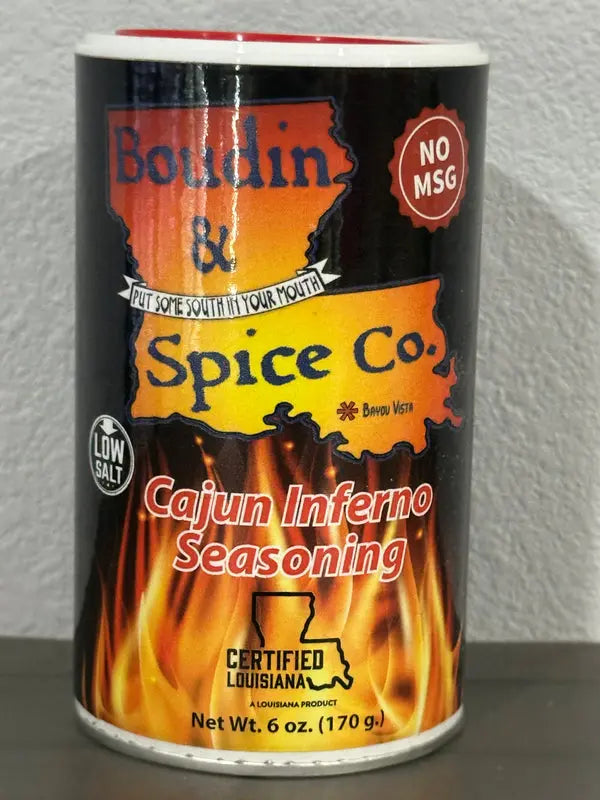 Boudin
&
PUT SOME SOUTH IN YOUR MOUTH
Spice Co.
Bayou Vista
NO
MSG
LOW
SALT
Cajun Inferno
Seasoning
CERTIFIED
LOUISIANA
A LOUISIANA PRODUCT
Net Wt. 6 oz. (170 g.)